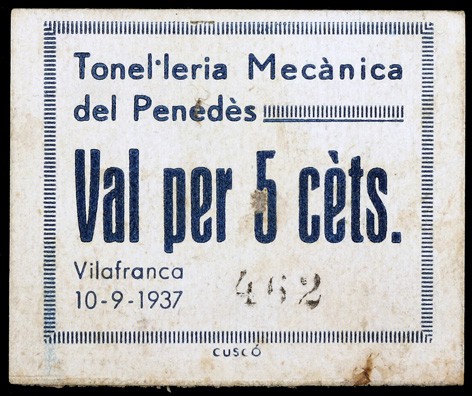 Tonel·leria Mecànica
del Penedès
Val per 5 cèts.
Vilafranca
10-9-1937 462
CUSCÓ